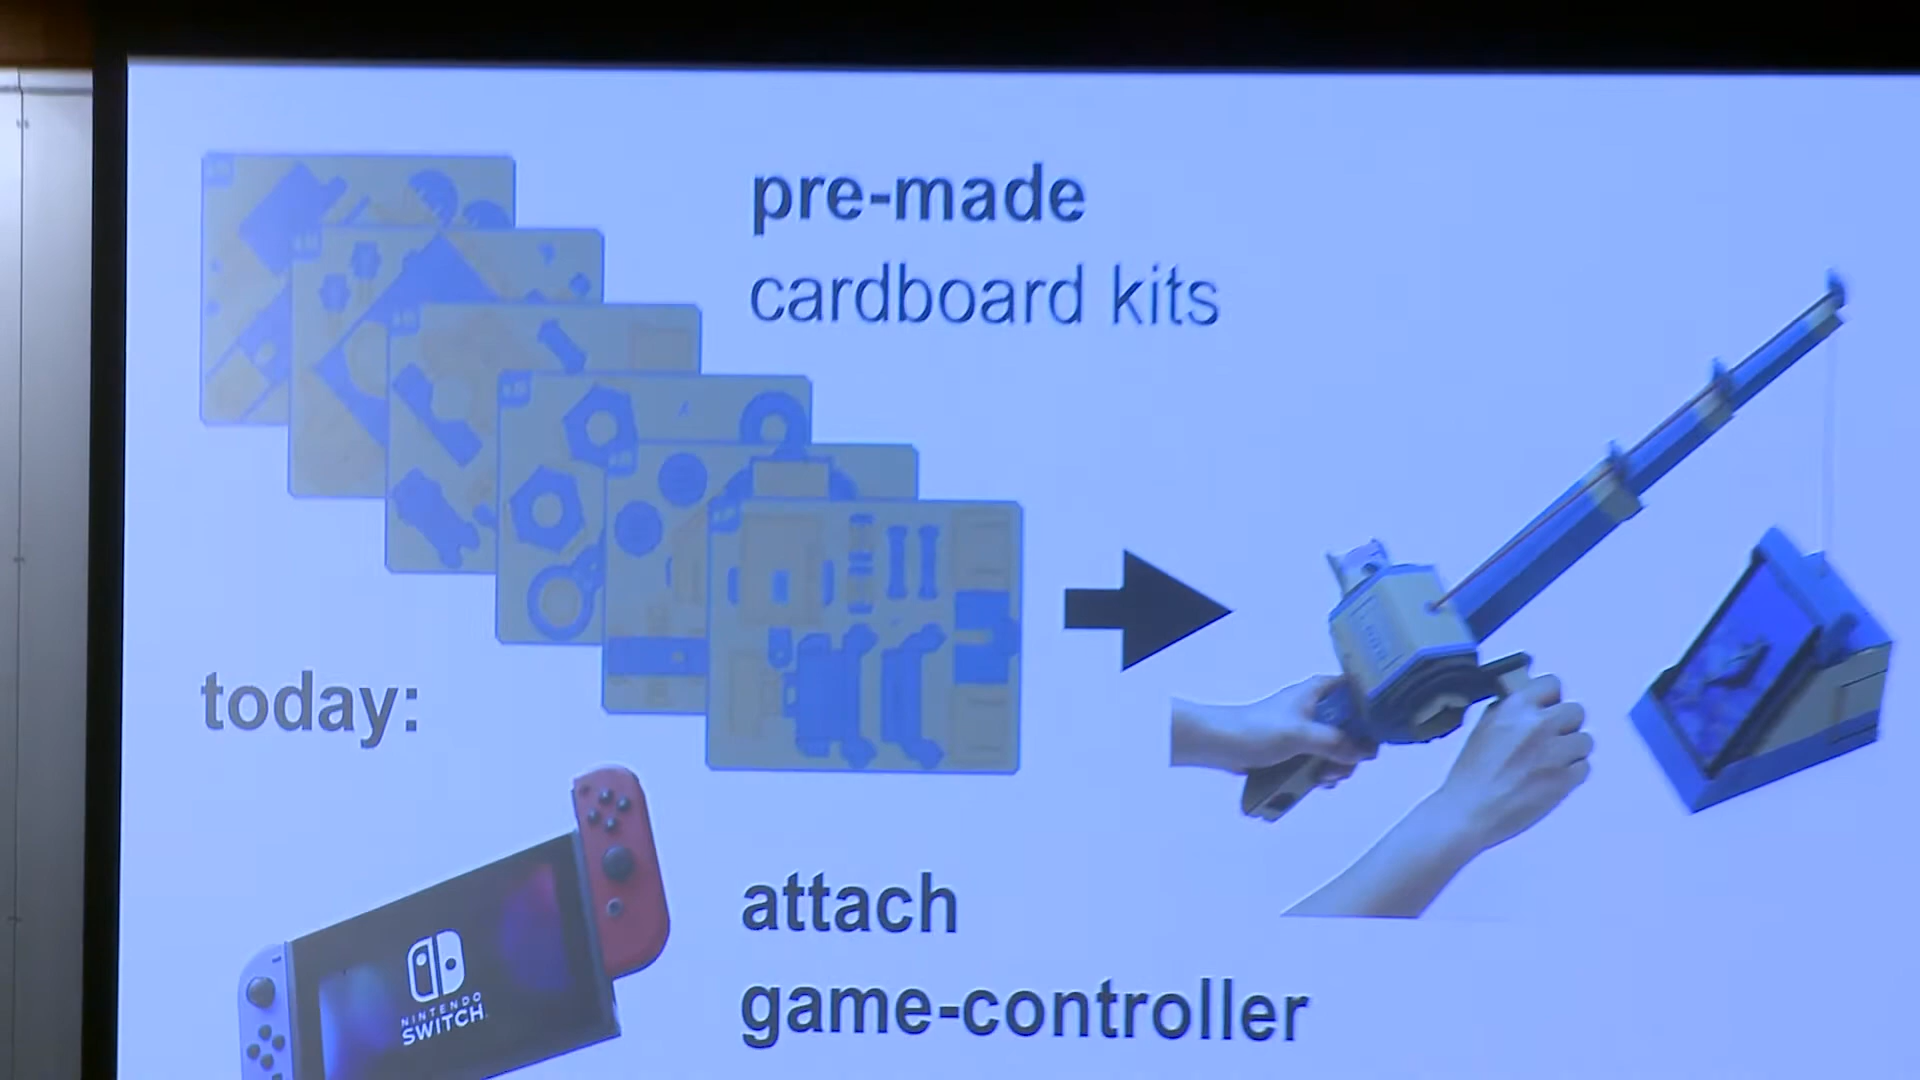 pre-made
cardboard kits
today:
NINTENDO
SWITCH
attach
game-controller